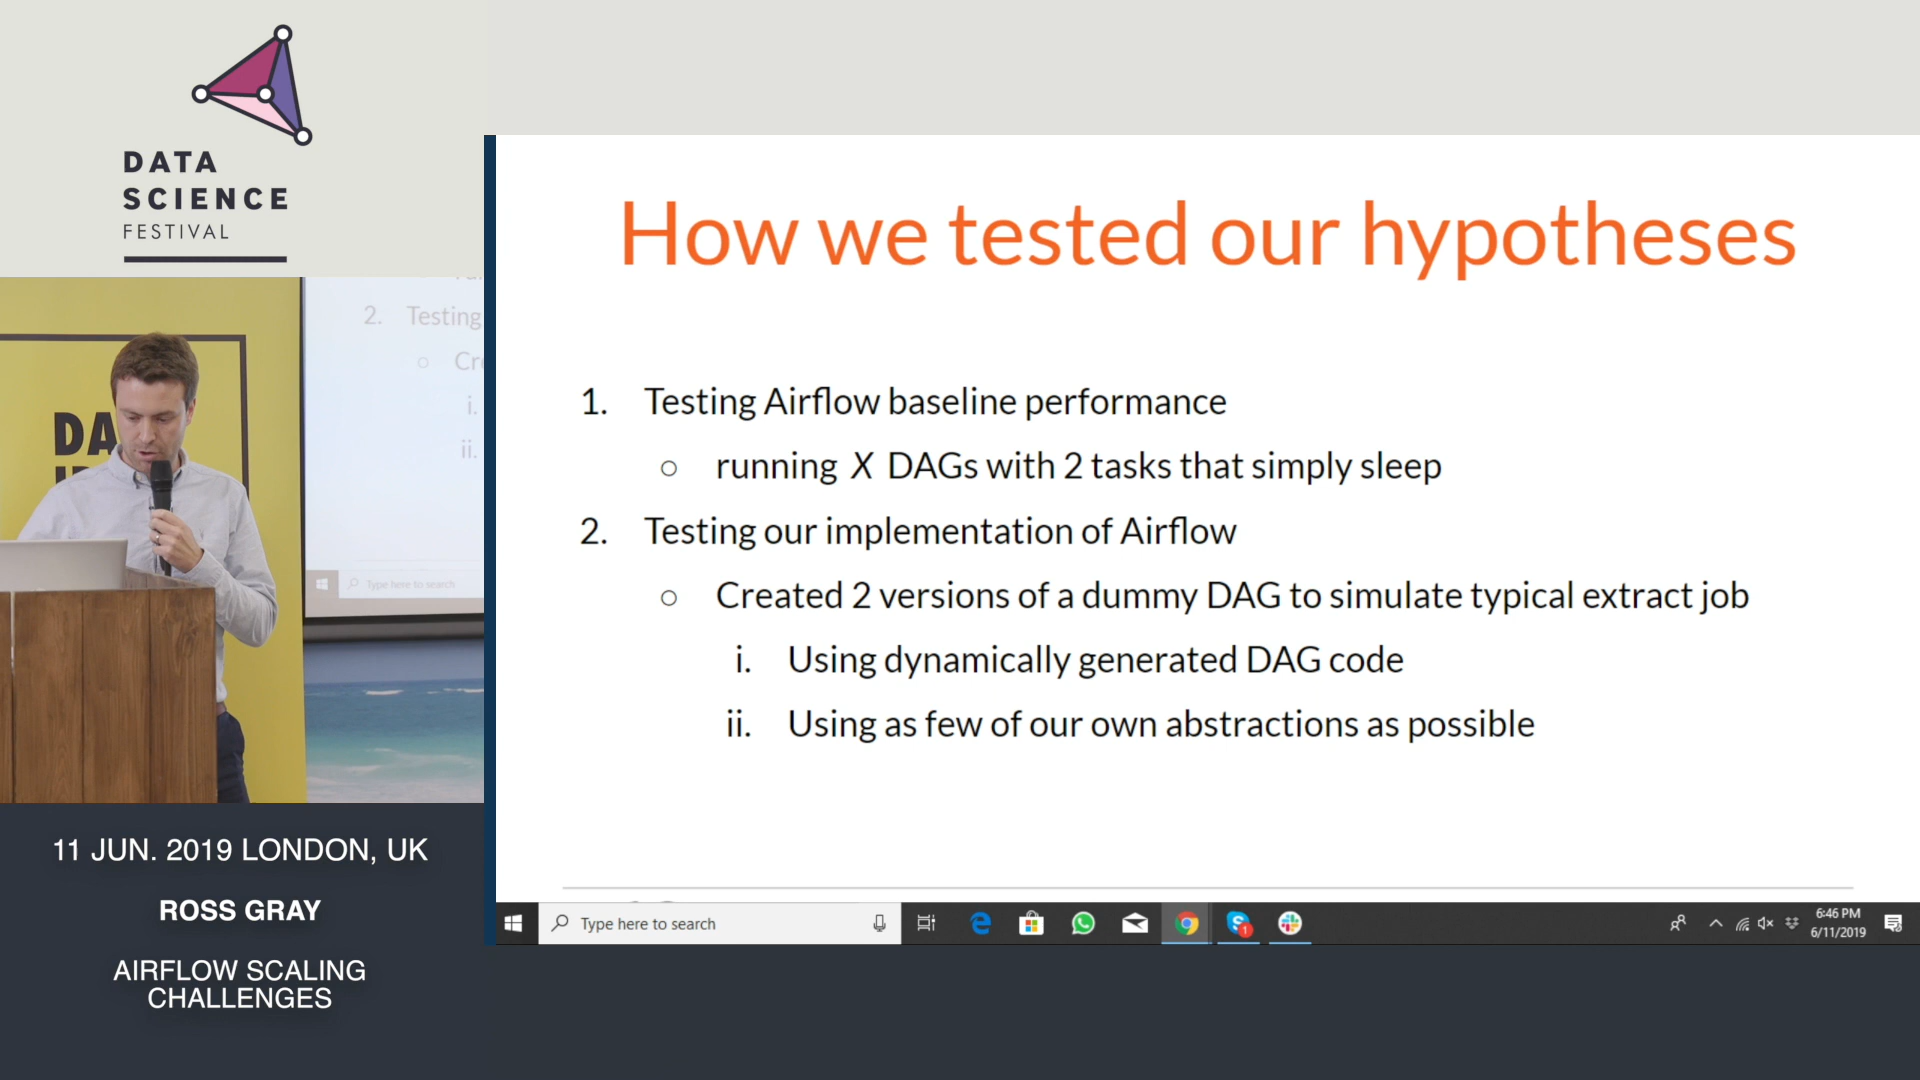 DATA
SCIENCE
FESTIVAL
DA
2. Testing
i.
ii.
Type here to search
11 JUN. 2019 LONDON, UK
ROSS GRAY
AIRFLOW SCALING
CHALLENGES
How we tested our hypotheses
1. Testing Airflow baseline performance
○ running X DAGs with 2 tasks that simply sleep
2. Testing our implementation of Airflow
○ Created 2 versions of a dummy DAG to simulate typical extract job
i. Using dynamically generated DAG code
ii. Using as few of our own abstractions as possible
Type here to search
1
6:46 PM
6/11/2019